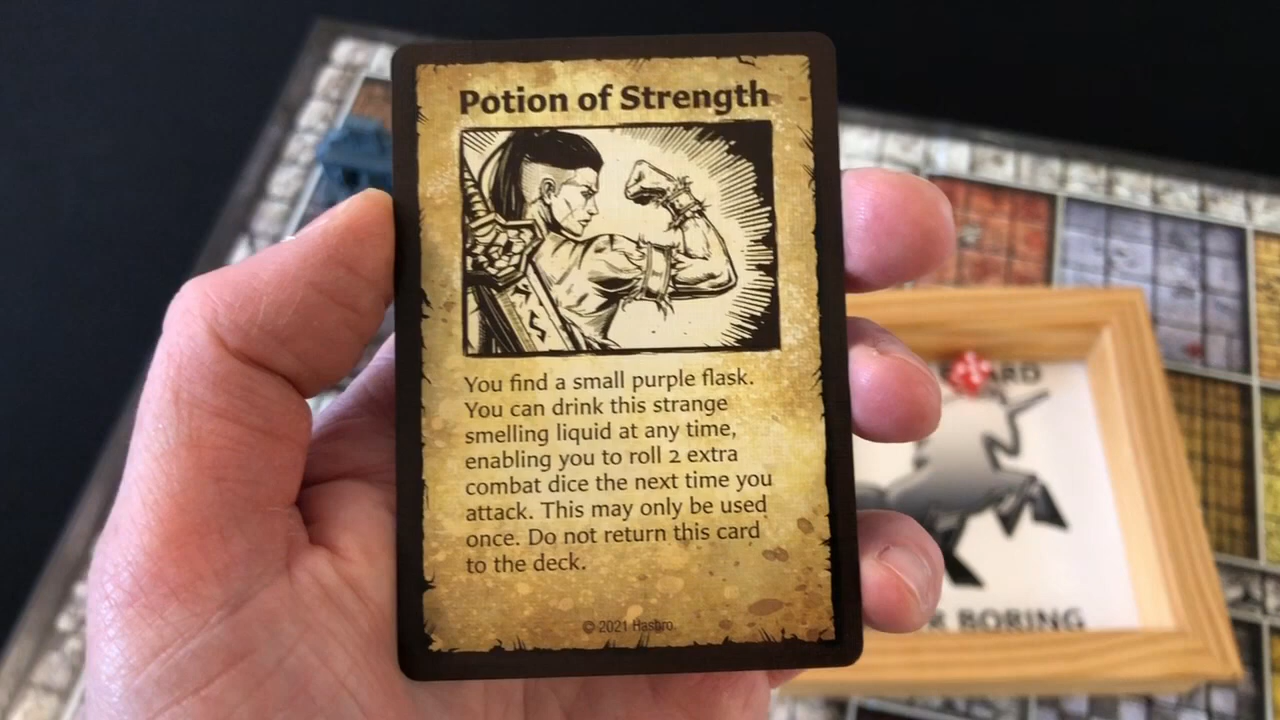 Potion of Strength
You find a small purple flask.
You can drink this strange
smelling liquid at any time,
enabling you to roll 2 extra
combat dice the next time you
attack. This may only be used
once. Do not return this card
to the deck.
© 2021 Hasbro.
BORING